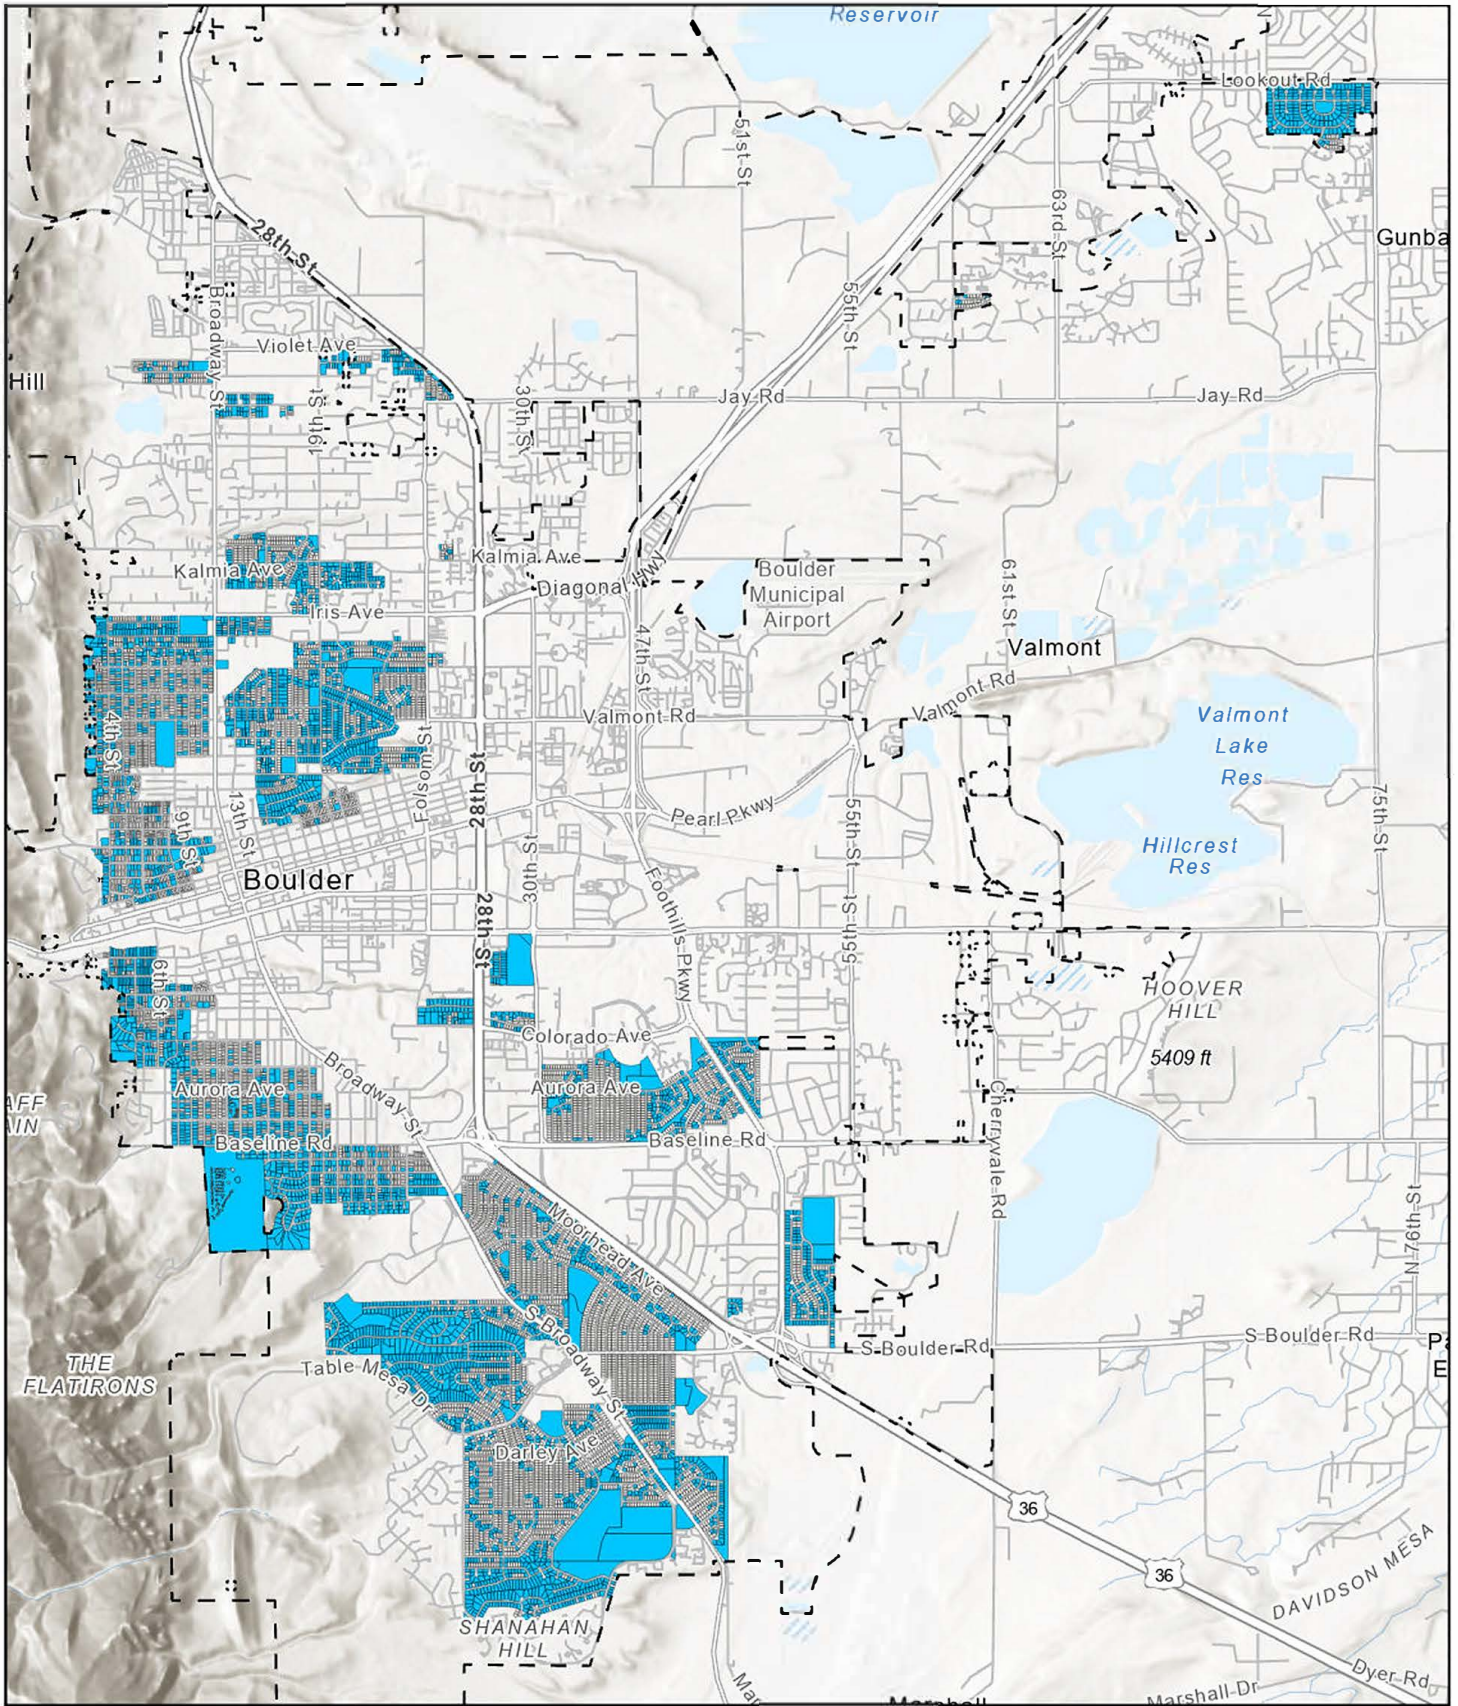 Reservoir
Lookout Rd
51st St
63rd St
Gunba
28th St
55th St
Broadway St
Violet Ave
Hill
19th St
30th St
Jay Rd
Jay Rd
Kalmia Ave
Kalmia Ave
Diagonal Hwy
Boulder
Municipal
Airport
61st St
Iris Ave
47th St
Valmont
Valmont Rd
Valmont Rd
Valmont
Lake
Res
4th St
Folsom St
28th St
Pearl Pkwy
55th St
75th St
9th St
13th St
Hillcrest
Res
Boulder
30th St
28th St
Foothills Pkwy
55th St
6th St
HOOVER
HILL
5409 ft
Colorado Ave
Broadway St
Aurora Ave
Aurora Ave
AFF
AIN
Cherryvale Rd
Baseline Rd
Baseline Rd
N 76th St
Moorhead Ave
S Broadway St
S Boulder Rd
S Boulder Rd
THE
FLATIRONS
Table Mesa Dr
Darley Ave
36
36
DAVIDSON MESA
SHANAHAN
HILL
Dyer Rd
Marshall Dr
Mar
Marshall